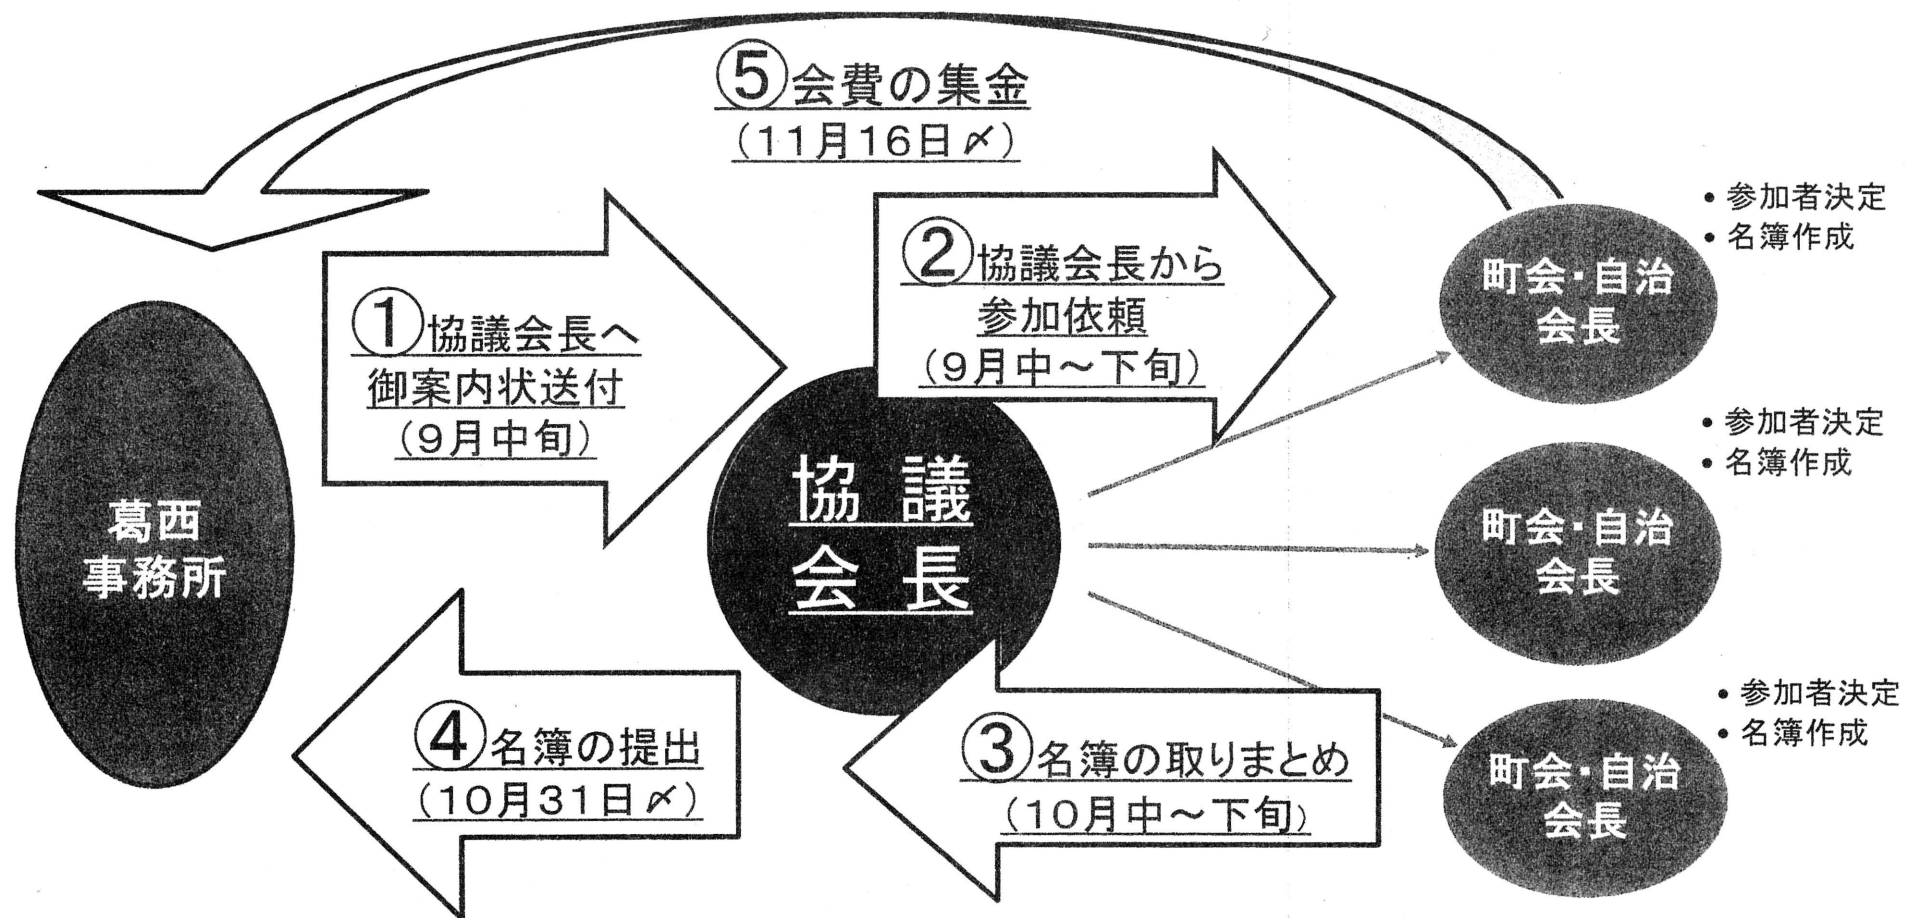 ⑤会費の集金
（11月16日〆）
①協議会長へ
御案内状送付
（9月中旬）
②協議会長から
参加依頼
（9月中～下旬）
葛西
事務所
協 議
会 長
④名簿の提出
（10月31日〆）
③名簿の取りまとめ
（10月中～下旬）
・参加者決定
・名簿作成
町会・自治
会長
・参加者決定
・名簿作成
町会・自治
会長
・参加者決定
・名簿作成
町会・自治
会長